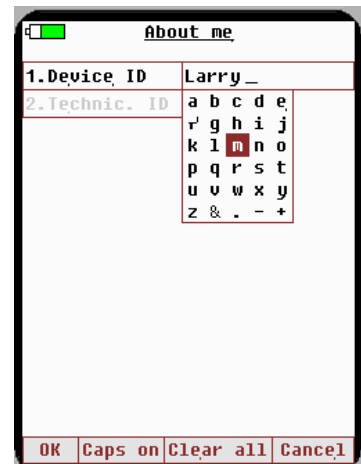 About me
1.Device ID Larry_
2.Technic. ID
a b c d e
f g h i j
k l m n o
p q r s t
u v w x y
z & . - +
OK Caps on Clear all Cancel